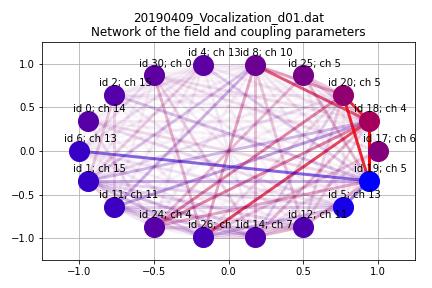 20190409_Vocalization_d01.dat
Network of the field and coupling parameters
id 4; ch 13
id 8; ch 10
id 30; ch 0
id 25; ch 5
id 2; ch 15
id 20; ch 5
id 0; ch 14
id 18; ch 4
id 6; ch 13
id 17; ch 6
id 1; ch 15
id 19; ch 5
id 11; ch 11
id 5; ch 13
id 24; ch 4
id 12; ch 11
id 26; ch 1
id 14; ch 7
1.0
0.5
0.0
−0.5
−1.0
−1.0 −0.5 0.0 0.5 1.0